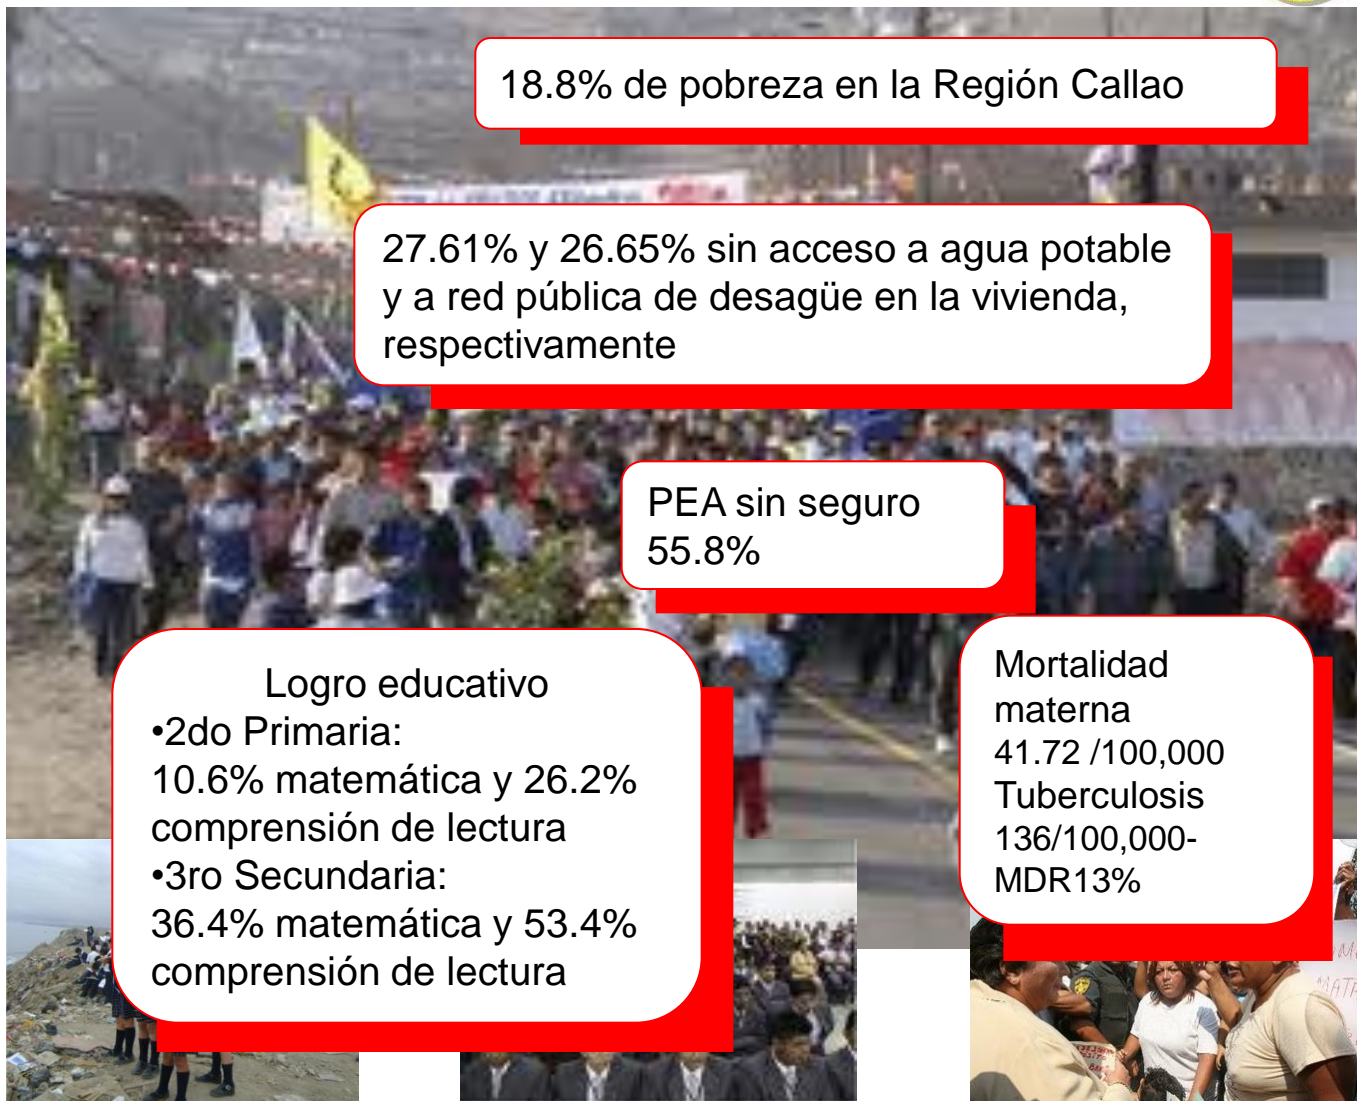 18.8% de pobreza en la Región Callao
27.61% y 26.65% sin acceso a agua potable
y a red pública de desagüe en la vivienda,
respectivamente
PEA sin seguro
55.8%
Logro educativo
•2do Primaria:
10.6% matemática y 26.2%
comprensión de lectura
•3ro Secundaria:
36.4% matemática y 53.4%
comprensión de lectura
Mortalidad
materna
41.72 /100,000
Tuberculosis
136/100,000-
MDR13%